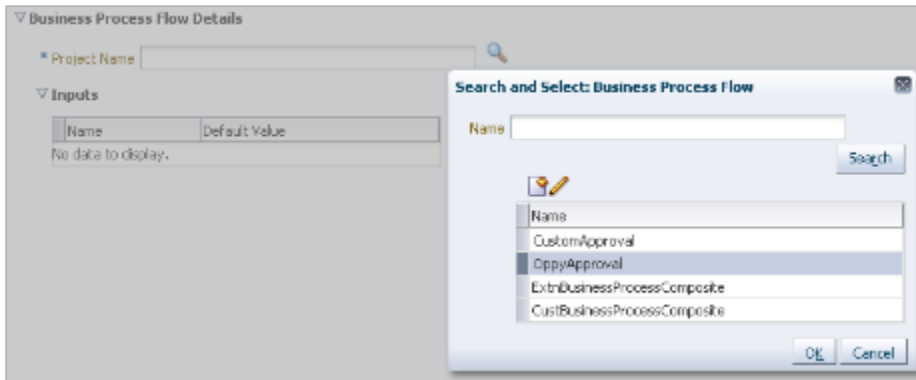 Business Process Flow Details
* Project Name
Inputs
Name Default Value
No data to display.
Search and Select: Business Process Flow
Name
Search
Name
CustomApproval
OppyApproval
ExtnBusinessProcessComposite
CustBusinessProcessComposite
OK Cancel